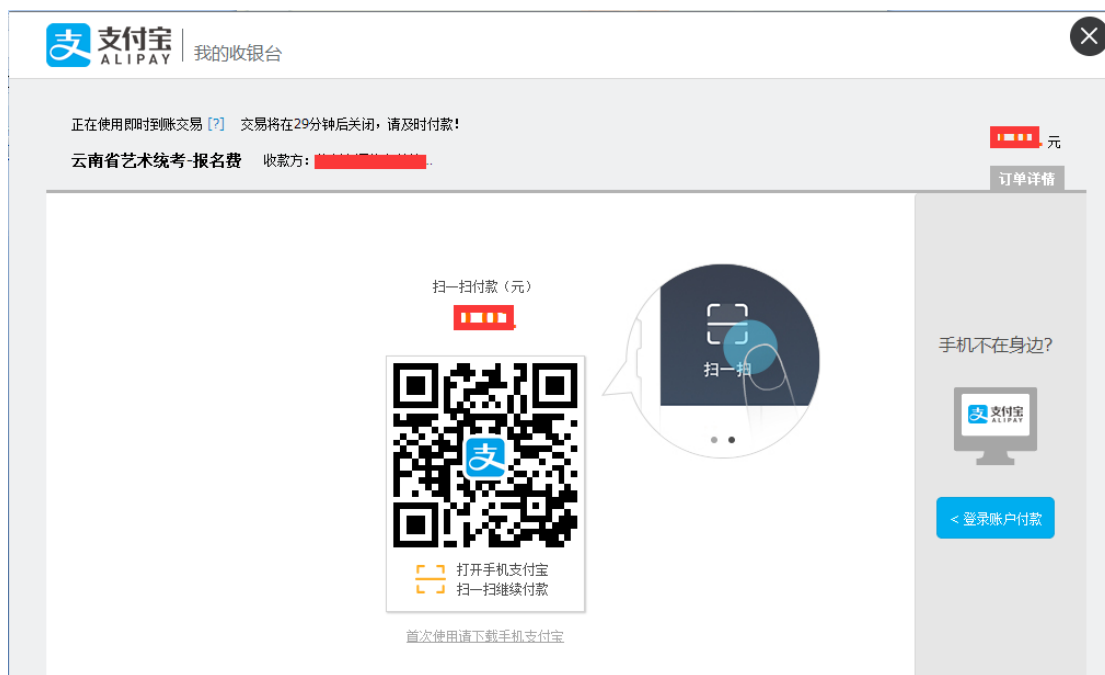 支付宝
ALIPAY
我的收银台
正在使用即时到账交易 [?] 交易将在29分钟后关闭，请及时付款！
云南省艺术统考-报名费 收款方：
元
订单详情
扫一扫付款（元）
扫一扫
支
打开手机支付宝
扫一扫继续付款
首次使用请下载手机支付宝
手机不在身边?
支付宝
ALIPAY
< 登录账户付款